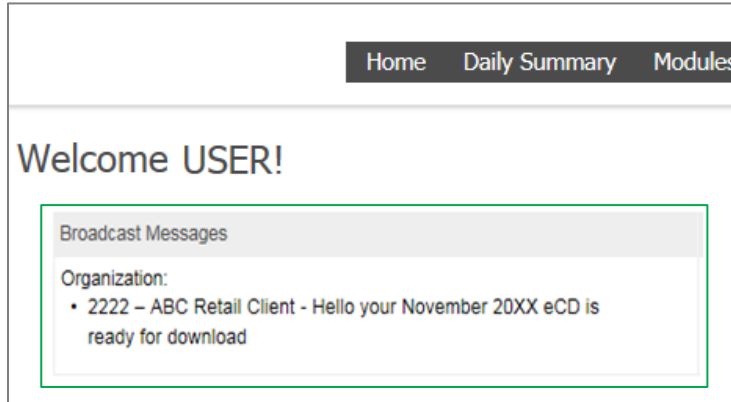 Home Daily Summary Modules
Welcome USER!
Broadcast Messages
Organization:
• 2222 – ABC Retail Client - Hello your November 20XX eCD is
ready for download